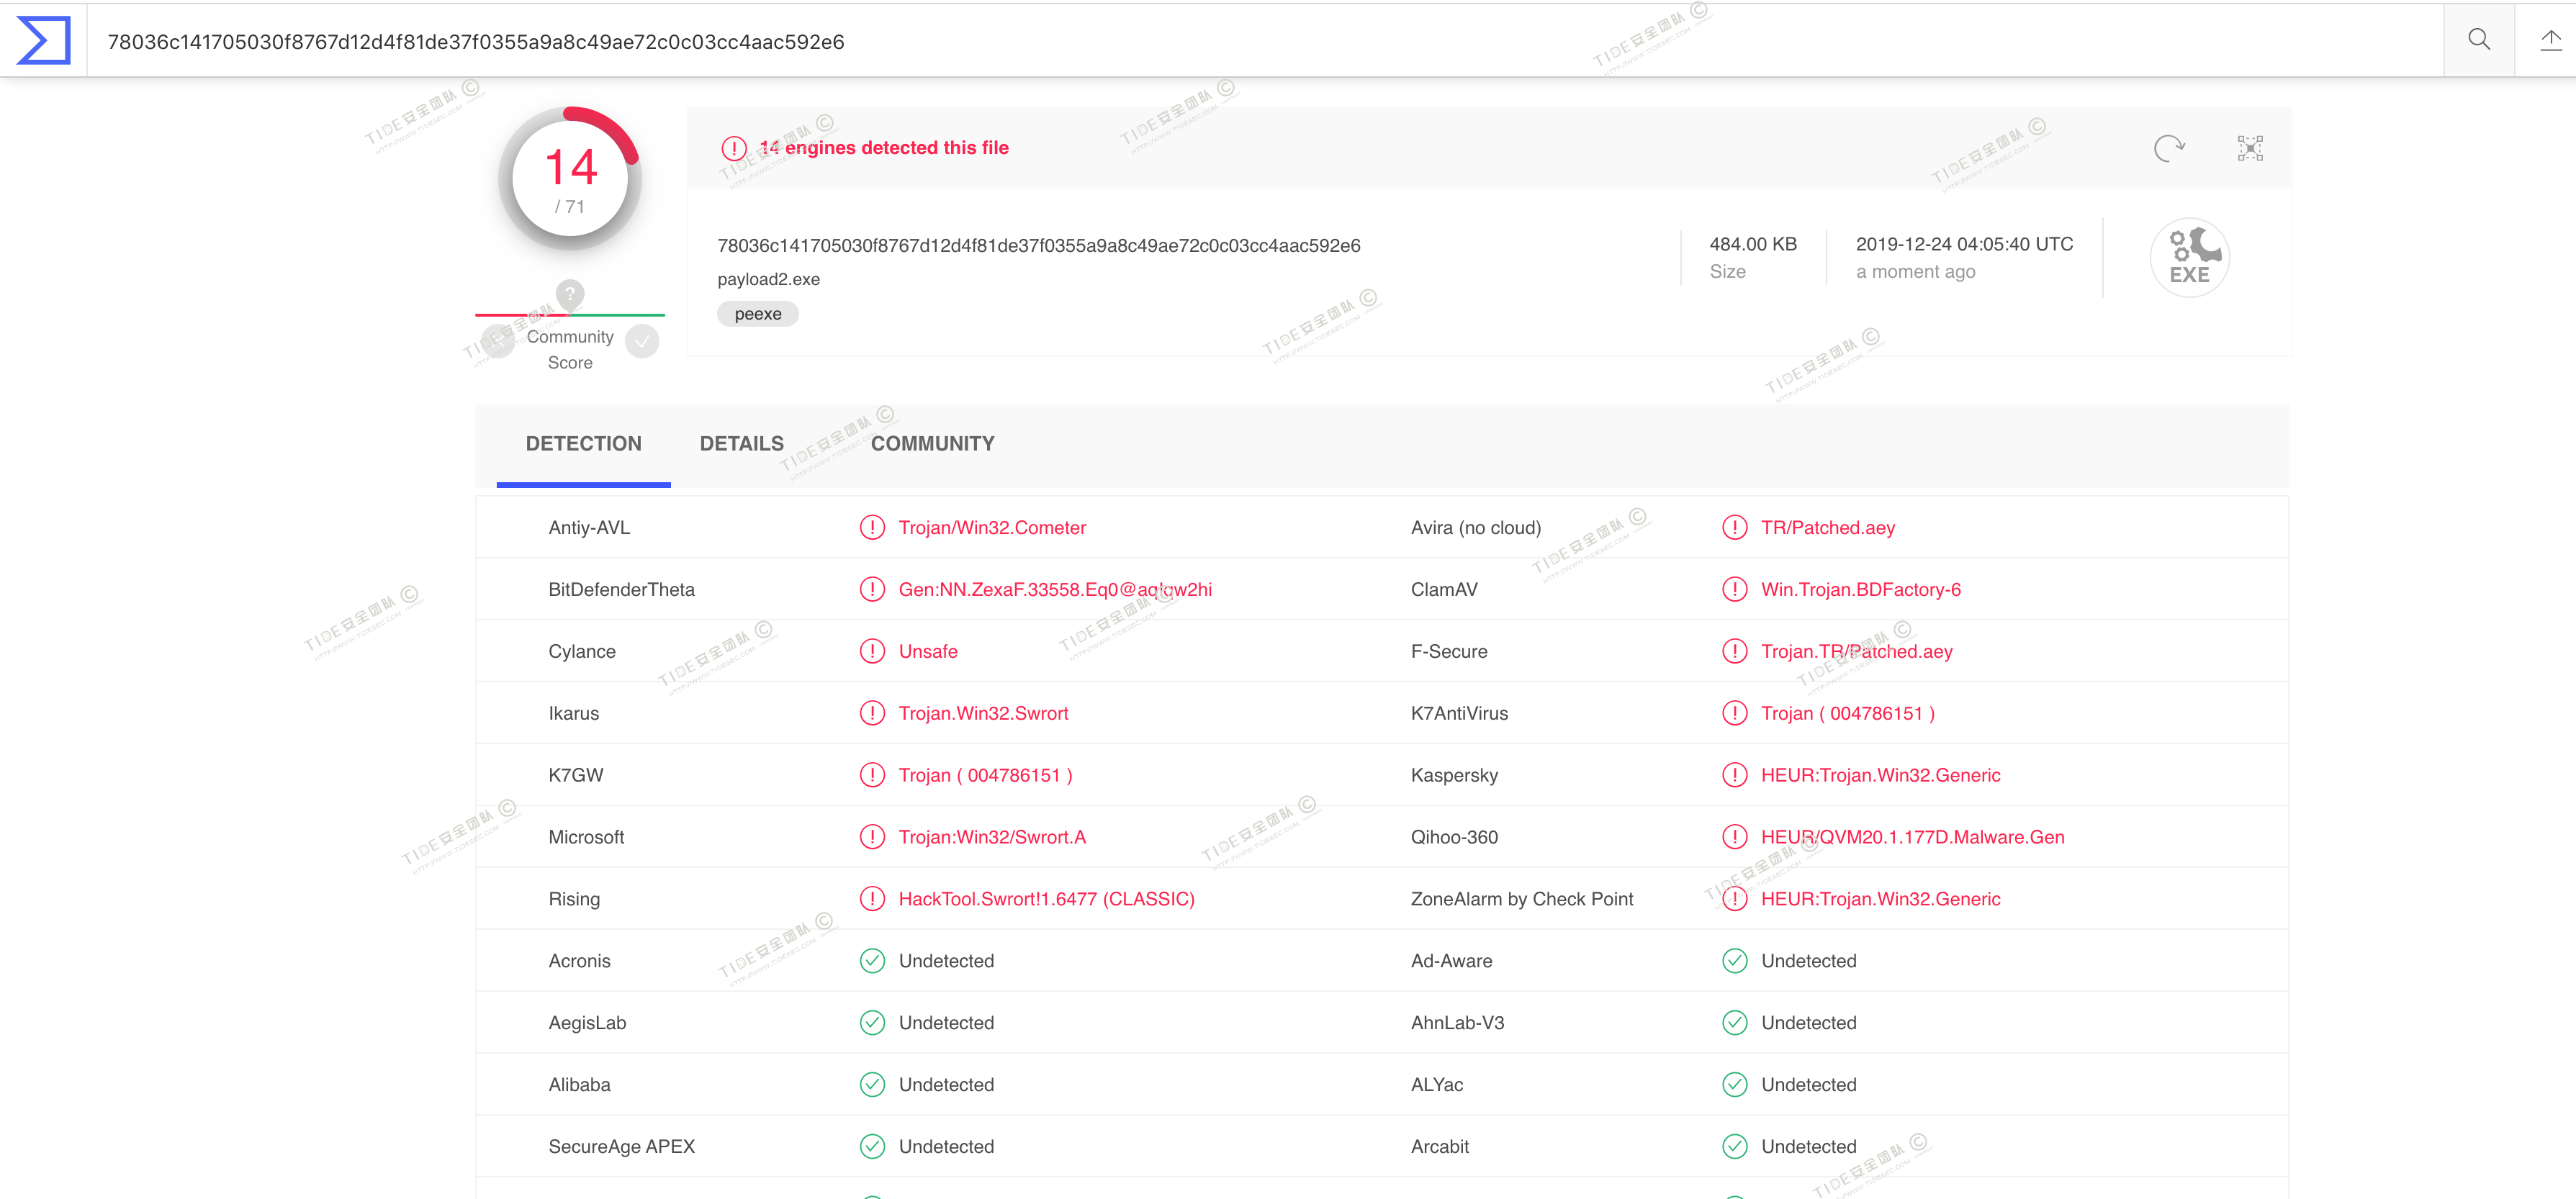 78036c141705030f8767d12d4f81de37f0355a9a8c49ae72c0c03cc4aac592e6
14
/ 71
14 engines detected this file
78036c141705030f8767d12d4f81de37f0355a9a8c49ae72c0c03cc4aac592e6
payload2.exe
peexe
484.00 KB
Size
2019-12-24 04:05:40 UTC
a moment ago
EXE
?
Community
Score
DETECTION DETAILS COMMUNITY
Antiy-AVL Trojan/Win32.Cometer Avira (no cloud) TR/Patched.aey
BitDefenderTheta ClamAV Win.Trojan.BDFactory-6
Cylance Unsafe F-Secure Trojan.TR/Patched.aey
Ikarus Trojan.Win32.Swrort K7AntiVirus Trojan ( 004786151 )
K7GW Trojan ( 004786151 ) Kaspersky HEUR:Trojan.Win32.Generic
Microsoft Trojan:Win32/Swrort.A Qihoo-360 HEUR/QVM20.1.177D.Malware.Gen
Rising HackTool.Swrort!1.6477 (CLASSIC) ZoneAlarm by Check Point HEUR:Trojan.Win32.Generic
Acronis Undetected Ad-Aware Undetected
AegisLab Undetected AhnLab-V3 Undetected
Alibaba Undetected ALYac Undetected
SecureAge APEX Undetected Arcabit Undetected
TIDE安全团队 ©
HTTP://WWW.TIDESEC.COM